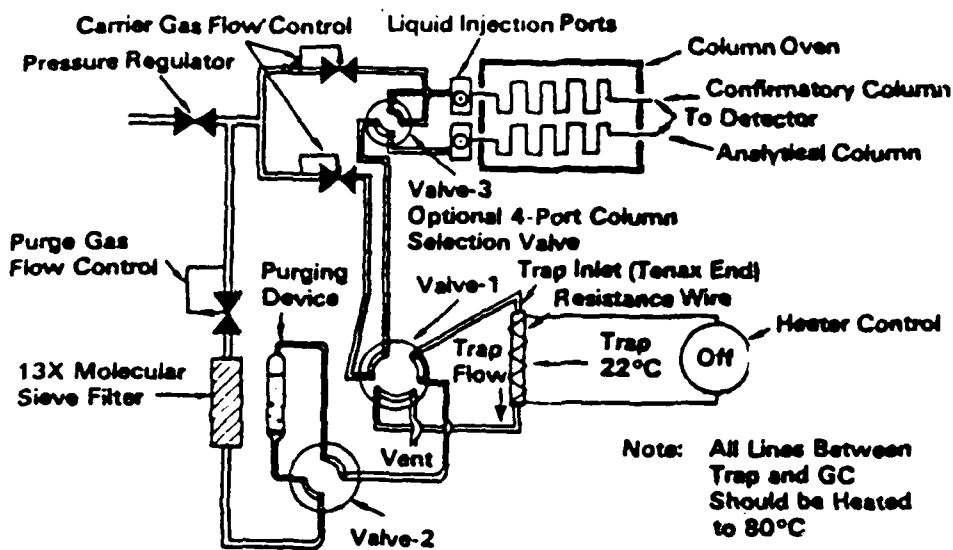 Carrier Gas Flow Control
Liquid Injection Ports
Pressure Regulator
Column Oven
Confirmatory Column
To Detector
Analytical Column
Valve-3
Optional 4-Port Column
Selection Valve
Purge Gas
Flow Control
Purging
Device
Valve-1
Trap Inlet (Tenax End)
Resistance Wire
Heater Control
Trap
Flow
Trap
22°C
Off
13X Molecular
Sieve Filter
Vent
Valve-2
Note: All Lines Between
Trap and GC
Should be Heated
to 80°C